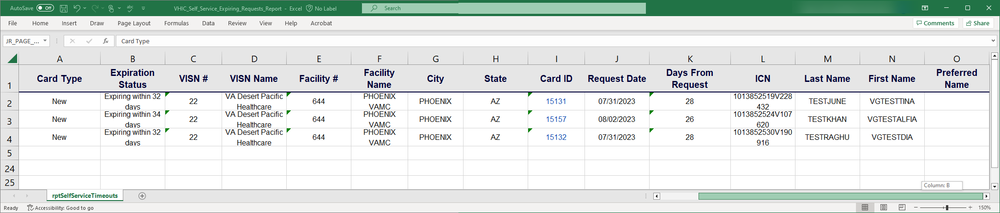 AutoSave Off abc VHIC_Self_Service_Expiring_Requests_Report - Excel No Label Search
File Home Insert Draw Page Layout Formulas Data Review View Help Acrobat Comments Share
JR_PAGE_... fx Card Type
A B C D E F G H I J K L M N O
1 Card Type Expiration Status VISN # VISN Name Facility # Facility Name City State Card ID Request Date Days From Request ICN Last Name First Name Preferred Name
2 New Expiring within 32 days 22 VA Desert Pacific Healthcare 644 PHOENIX VAMC PHOENIX AZ 15131 07/31/2023 28 1013852519V228432 TESTJUNE VGTESTTINA
3 New Expiring within 34 days 22 VA Desert Pacific Healthcare 644 PHOENIX VAMC PHOENIX AZ 15157 08/02/2023 26 1013852524V107620 TESTKHAN VGTESTALFIA
4 New Expiring within 32 days 22 VA Desert Pacific Healthcare 644 PHOENIX VAMC PHOENIX AZ 15132 07/31/2023 28 1013852530V190916 TESTRAGHU VGTESTDIA
5
24
25
Column: B
rptSelfServiceTimeouts
Ready Accessibility: Good to go 150%